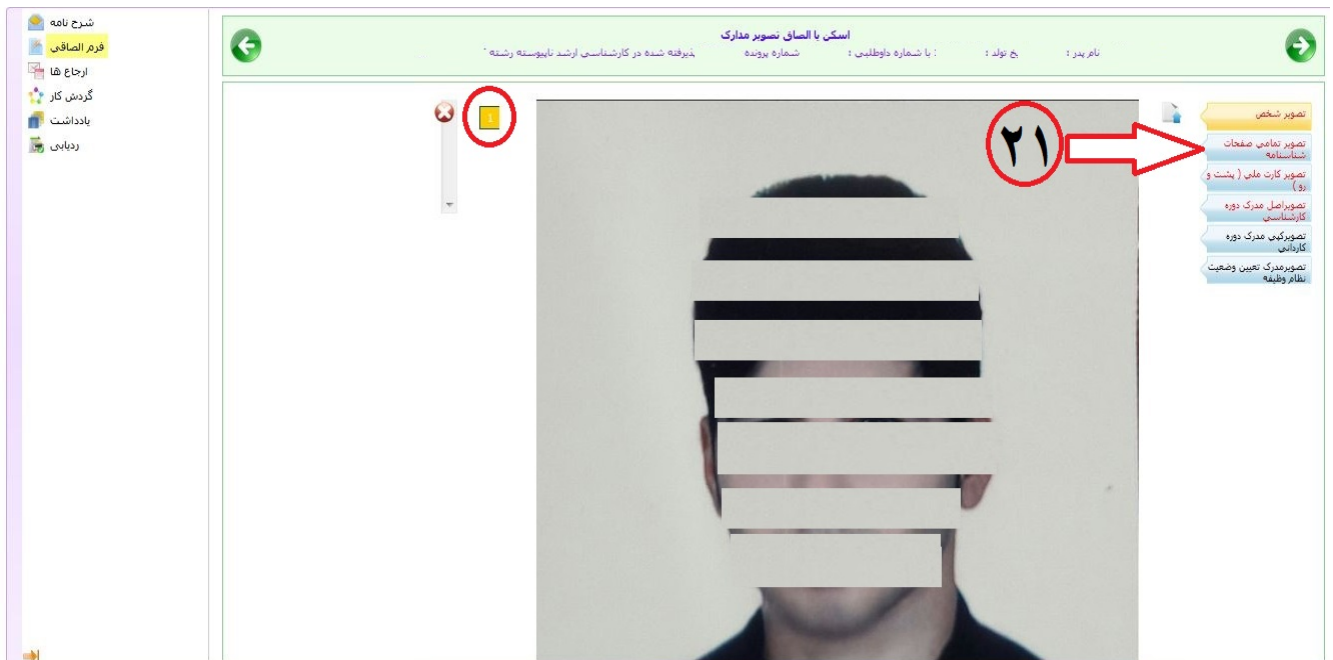 اسکن یا الصاق تصویر مدارک
نام پدر :
خ تولد :
: با شماره داوطلبی :
شماره پرونده
پذیرفته شده در کارشناسی ارشد ناپیوسته رشته
شرح نامه
فرم الصاقی
ارجاع ها
گردش کار
یادداشت
ردیابی
تصویر شخص
تصویر تمامي صفحات
شناسنامه
تصویر کارت ملي ( پشت و
رو )
تصویراصل مدرک دوره
کارشناسي
تصویرکپي مدرک دوره
کارداني
تصویرمدرک تعیین وضعیت
نظام وظیفه
1
۲۱